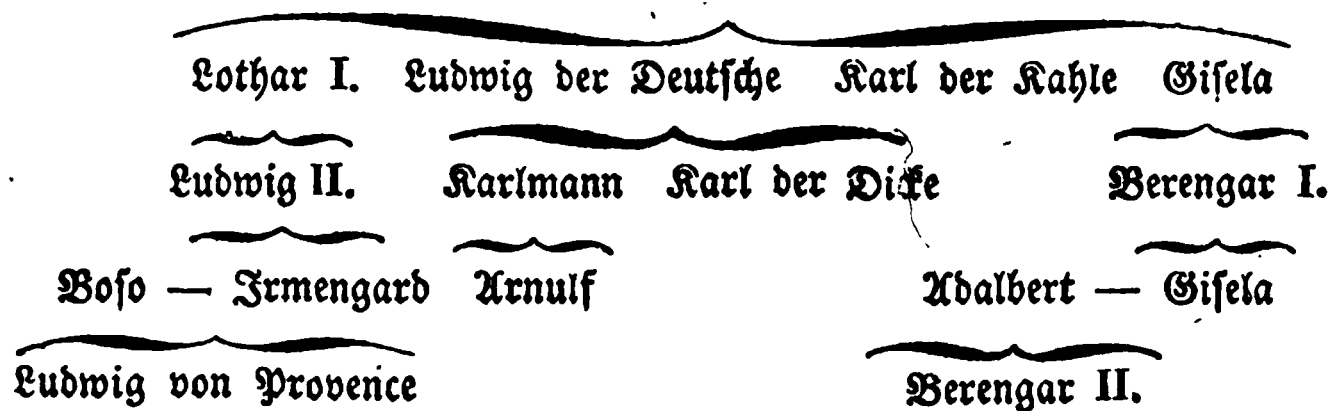 Lothar I. Ludwig der Deutſche Karl der Kahle Giſela
Ludwig II. Karlmann Karl der Dicke Berengar I.
Boſo — Irmengard Arnulf Adalbert — Giſela
Ludwig von Provence Berengar II.